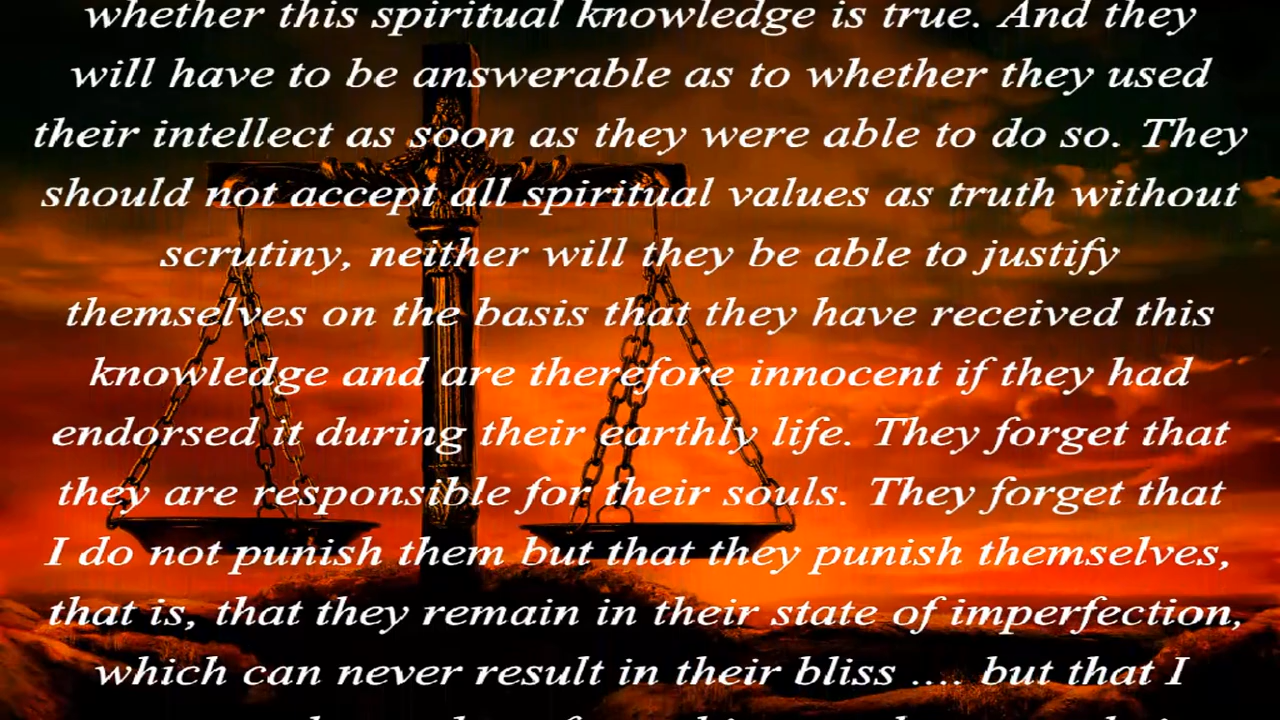 whether this spiritual knowledge is true. And they
will have to be answerable as to whether they used
their intellect as soon as they were able to do so. They
should not accept all spiritual values as truth without
scrutiny, neither will they be able to justify
themselves on the basis that they have received this
knowledge and are therefore innocent if they had
endorsed it during their earthly life. They forget that
they are responsible for their souls. They forget that
I do not punish them but that they punish themselves,
that is, that they remain in their state of imperfection,
which can never result in their bliss .... but that I